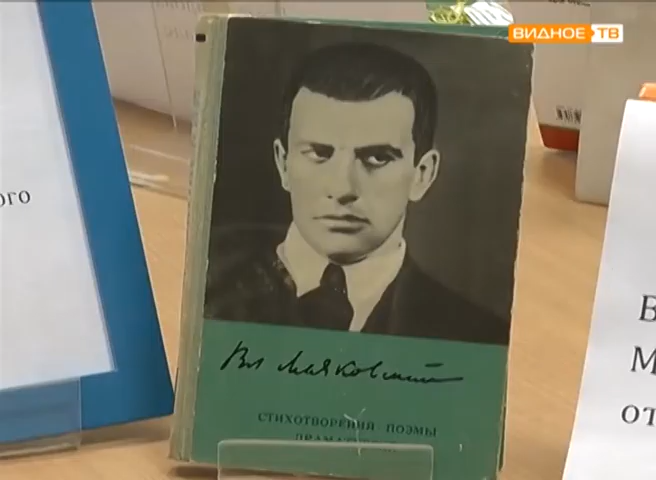 ВИДНОЕ ТВ
ого
Вл Маяковский
СТИХОТВОРЕНИЯ ПОЭМЫ
В
М
от